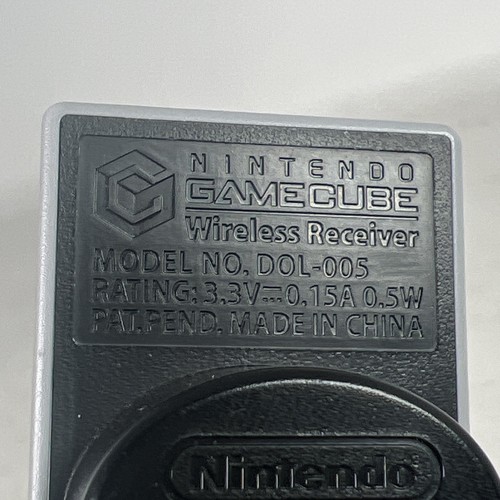 NINTENDO
GAMECUBE
Wireless Receiver
MODEL NO. DOL-005
RATING: 3.3V⎓0.15A 0.5W
PAT.PEND. MADE IN CHINA
Nintendo